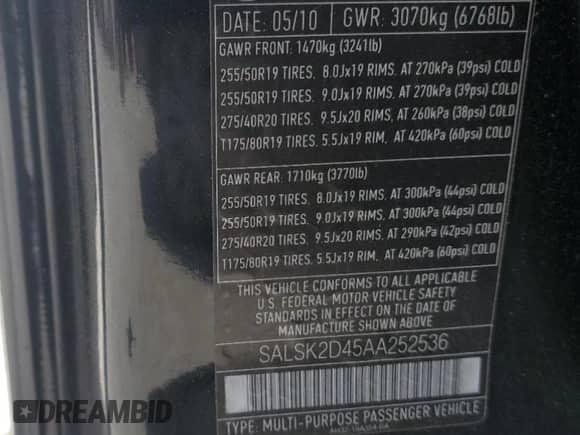 DATE: 05/10 GWR: 3070kg (6768lb)
GAWR FRONT: 1470kg (3241lb)
255/50R19 TIRES. 8.0Jx19 RIMS. AT 270kPa (39psi) COLD
255/50R19 TIRES. 9.0Jx19 RIMS. AT 270kPa (39psi) COLD
275/40R20 TIRES. 9.5Jx20 RIMS. AT 260kPa (38psi) COLD
T175/80R19 TIRES. 5.5Jx19 RIM. AT 420kPa (60psi) COLD
GAWR REAR: 1710kg (3770lb)
255/50R19 TIRES. 8.0Jx19 RIMS. AT 300kPa (44psi) COLD
255/50R19 TIRES. 9.0Jx19 RIMS. AT 300kPa (44psi) COLD
275/40R20 TIRES. 9.5Jx20 RIMS. AT 290kPa (42psi) COLD
T175/80R19 TIRES. 5.5Jx19 RIM. AT 420kPa (60psi) COLD
THIS VEHICLE CONFORMS TO ALL APPLICABLE
U.S. FEDERAL MOTOR VEHICLE SAFETY
STANDARDS IN EFFECT ON THE DATE OF
MANUFACTURE SHOWN ABOVE
SALSK2D45AA252536
TYPE: MULTI-PURPOSE PASSENGER VEHICLE
DREAMBID